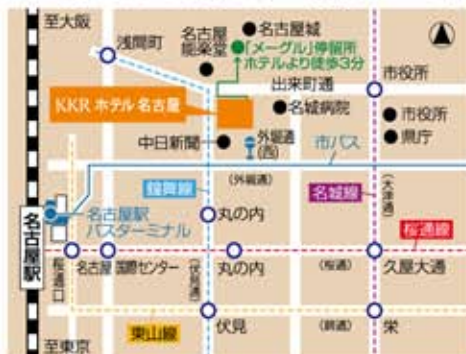 至大阪
浅間町
名古屋
能楽堂
名古屋城
「メーグル」停留所
ホテルより徒歩3分
出来町通
市役所
KKR ホテル 名古屋
名城病院
市役所
県庁
中日新聞
外堀通
(西)
市バス
(外堀通)
鶴舞線
名城線
(大津通)
名古屋駅
名古屋駅
バスターミナル
丸の内
桜通線
桜通口
名古屋 国際センター
(伏見通)
丸の内
(桜通)
久屋大通
東山線
伏見
(錦通)
栄
至東京